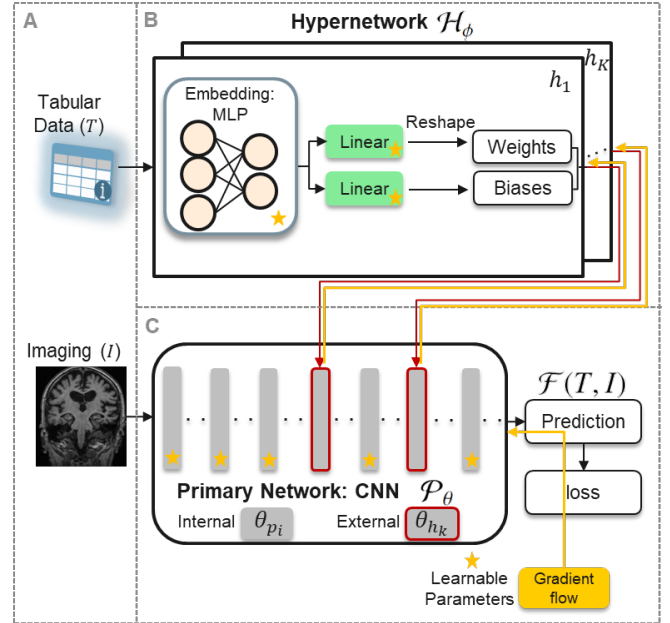 A
B
Hypernetwork ℋ_ϕ
h_K
h_1
Tabular
Data (T)
i
Embedding:
MLP
Linear
Reshape
Weights
Linear
Biases
C
Imaging (I)
ℱ(T, I)
Prediction
loss
Primary Network: CNN 𝒫_θ
Internal θ_{p_i}
External θ_{h_k}
Learnable
Parameters
Gradient
flow